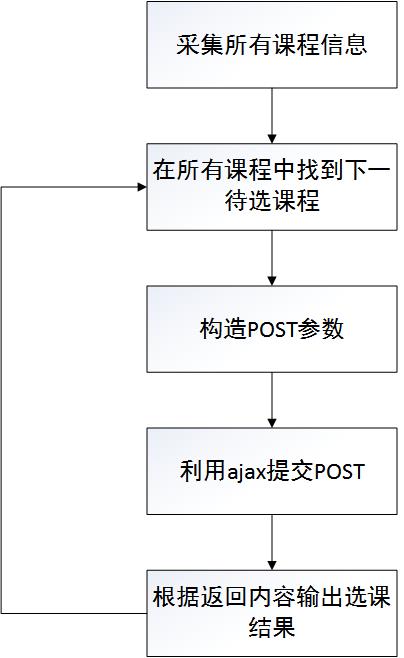 采集所有课程信息
在所有课程中找到下一
待选课程
构造POST参数
利用ajax提交POST
根据返回内容输出选课
结果